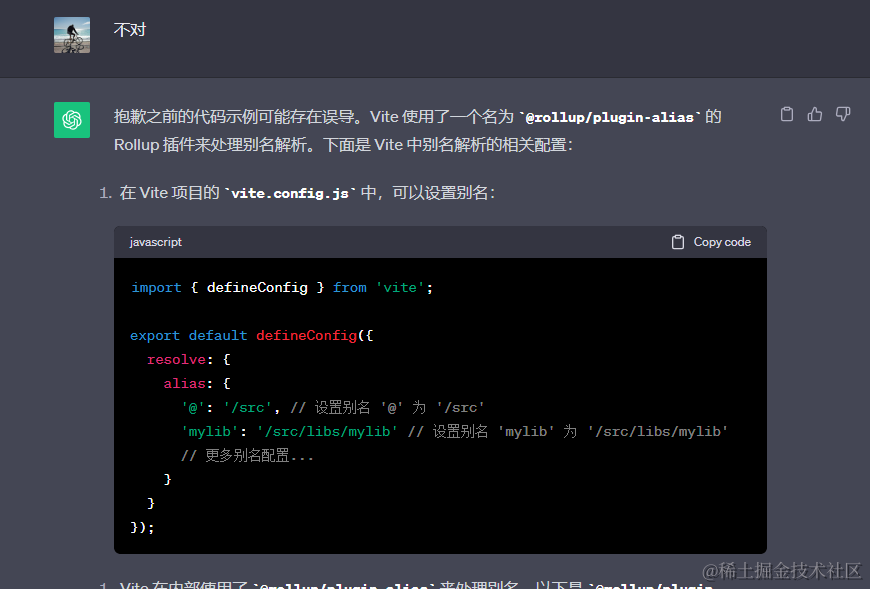 不对
抱歉之前的代码示例可能存在误导。Vite 使用了一个名为 `@rollup/plugin-alias` 的
Rollup 插件来处理别名解析。下面是 Vite 中别名解析的相关配置：
1. 在 Vite 项目的 `vite.config.js` 中，可以设置别名：
javascript Copy code
import { defineConfig } from 'vite';
export default defineConfig({
resolve: {
alias: {
'@': '/src', // 设置别名 '@' 为 '/src'
'mylib': '/src/libs/mylib' // 设置别名 'mylib' 为 '/src/libs/mylib'
// 更多别名配置...
}
}
});
1. Vite 在内部使用了 `@rollup/plugin-alias` 来处理别名。以下是 `@rollup/plugin-
@稀土掘金技术社区